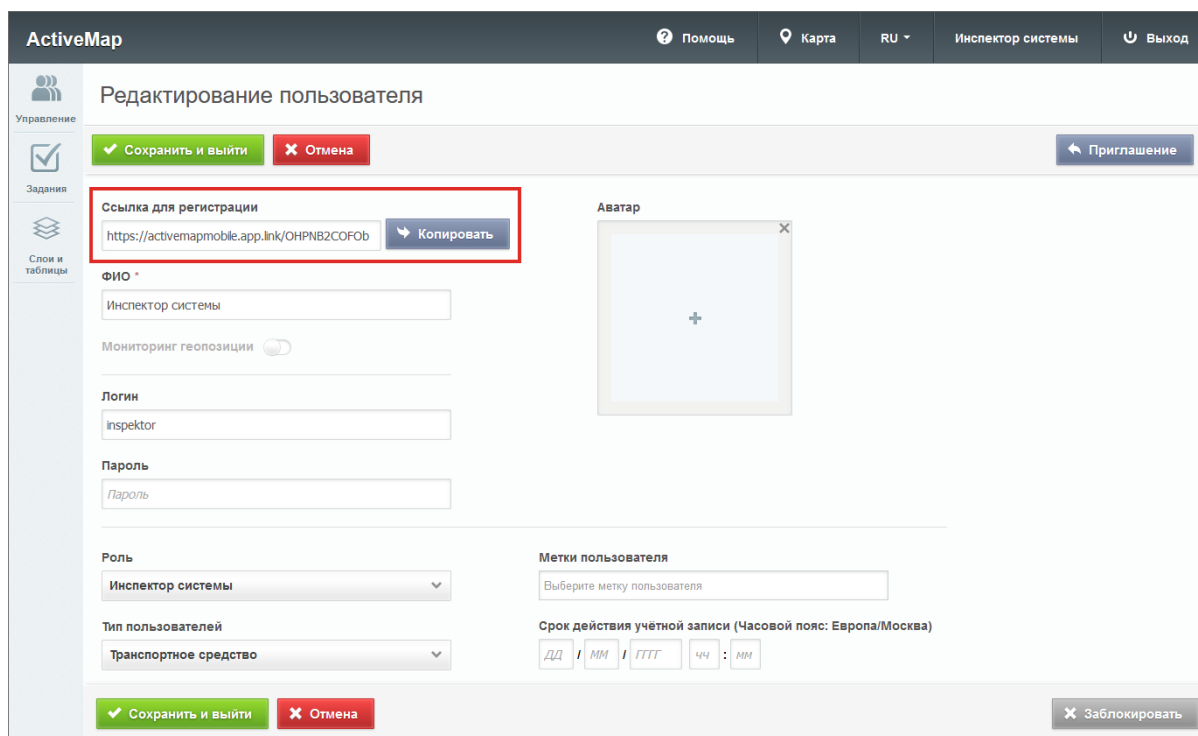 ActiveMap
Помощь
Карта
RU
Инспектор системы
Выход
Управление
Задания
Слои и
таблицы
Редактирование пользователя
Сохранить и выйти
Отмена
Приглашение
Ссылка для регистрации
https://activemapmobile.app.link/OHPNB2COFOb
Копировать
Аватар
ФИО *
Инспектор системы
Мониторинг геопозиции
Логин
inspektor
Пароль
Пароль
Роль
Инспектор системы
Метки пользователя
Выберите метку пользователя
Тип пользователей
Транспортное средство
Срок действия учётной записи (Часовой пояс: Европа/Москва)
ДД / ММ / ГГГГ чч : мм
Сохранить и выйти
Отмена
Заблокировать